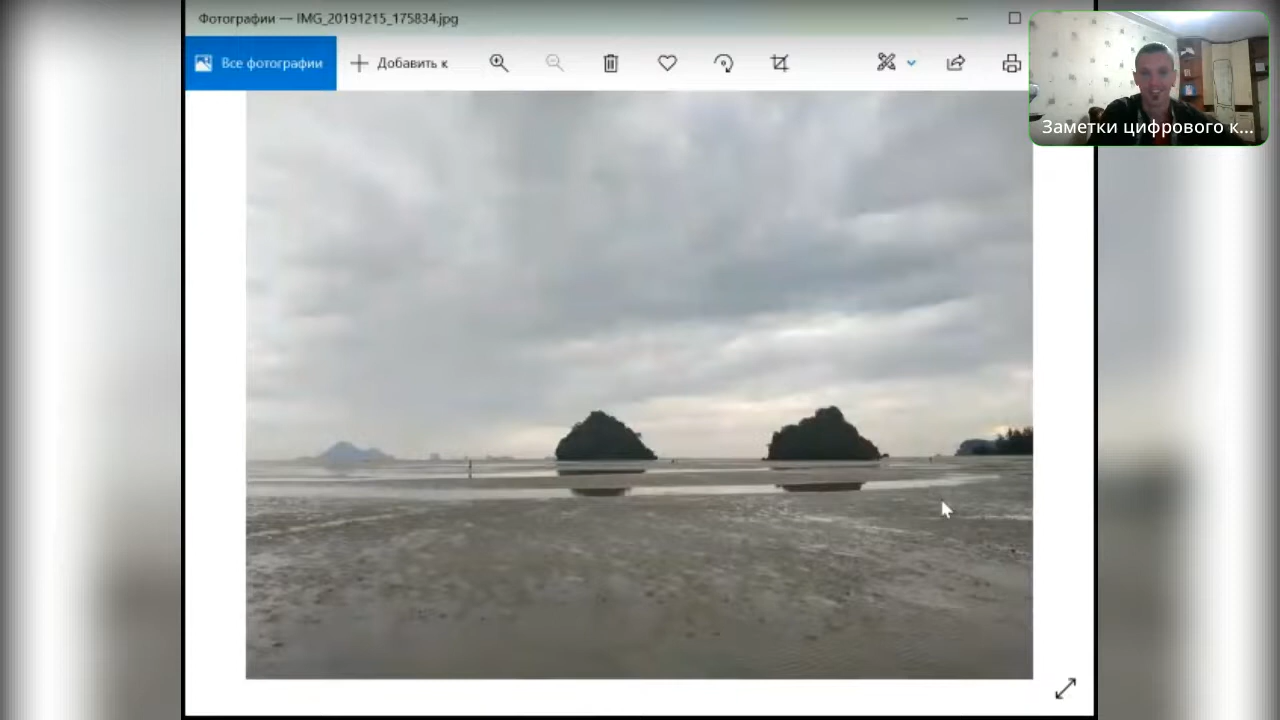 Фотографии — IMG_20191215_175834.jpg
Все фотографии
Добавить к
Заметки цифрового к...